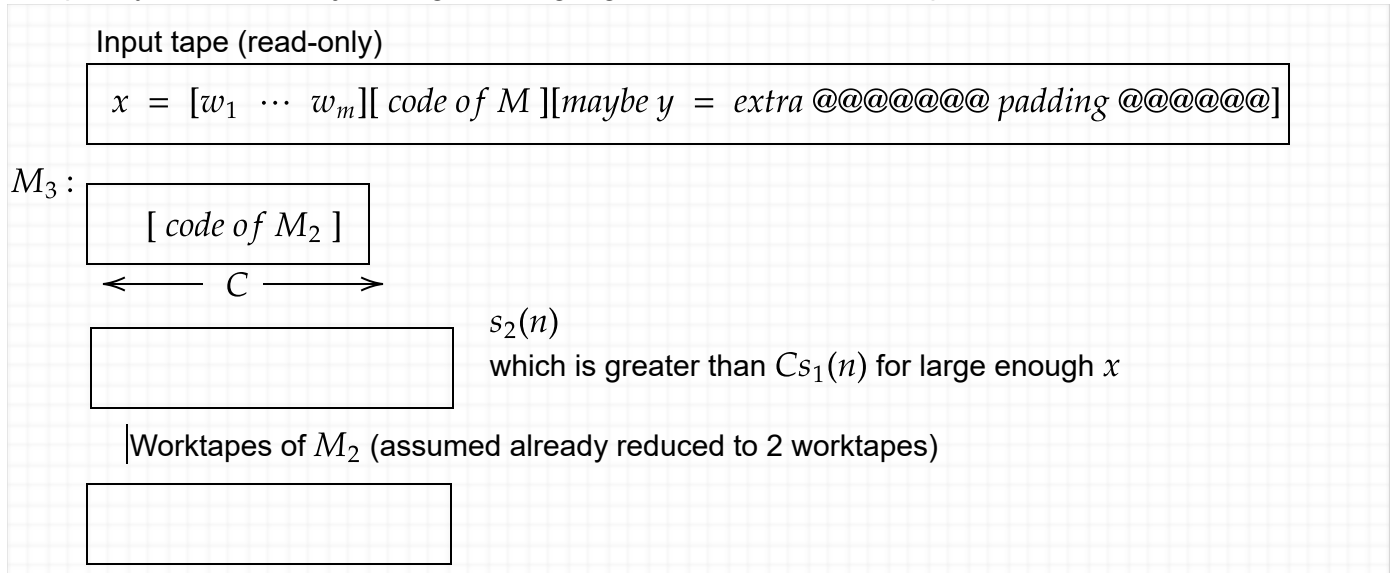 Input tape (read-only)
x = [w₁ ⋯ wₘ][ code of M ][maybe y = extra @@@@@@@ padding @@@@@@]
M₃ :
[ code of M₂ ]
C
s₂(n)
which is greater than Cs₁(n) for large enough x
Worktapes of M₂ (assumed already reduced to 2 worktapes)